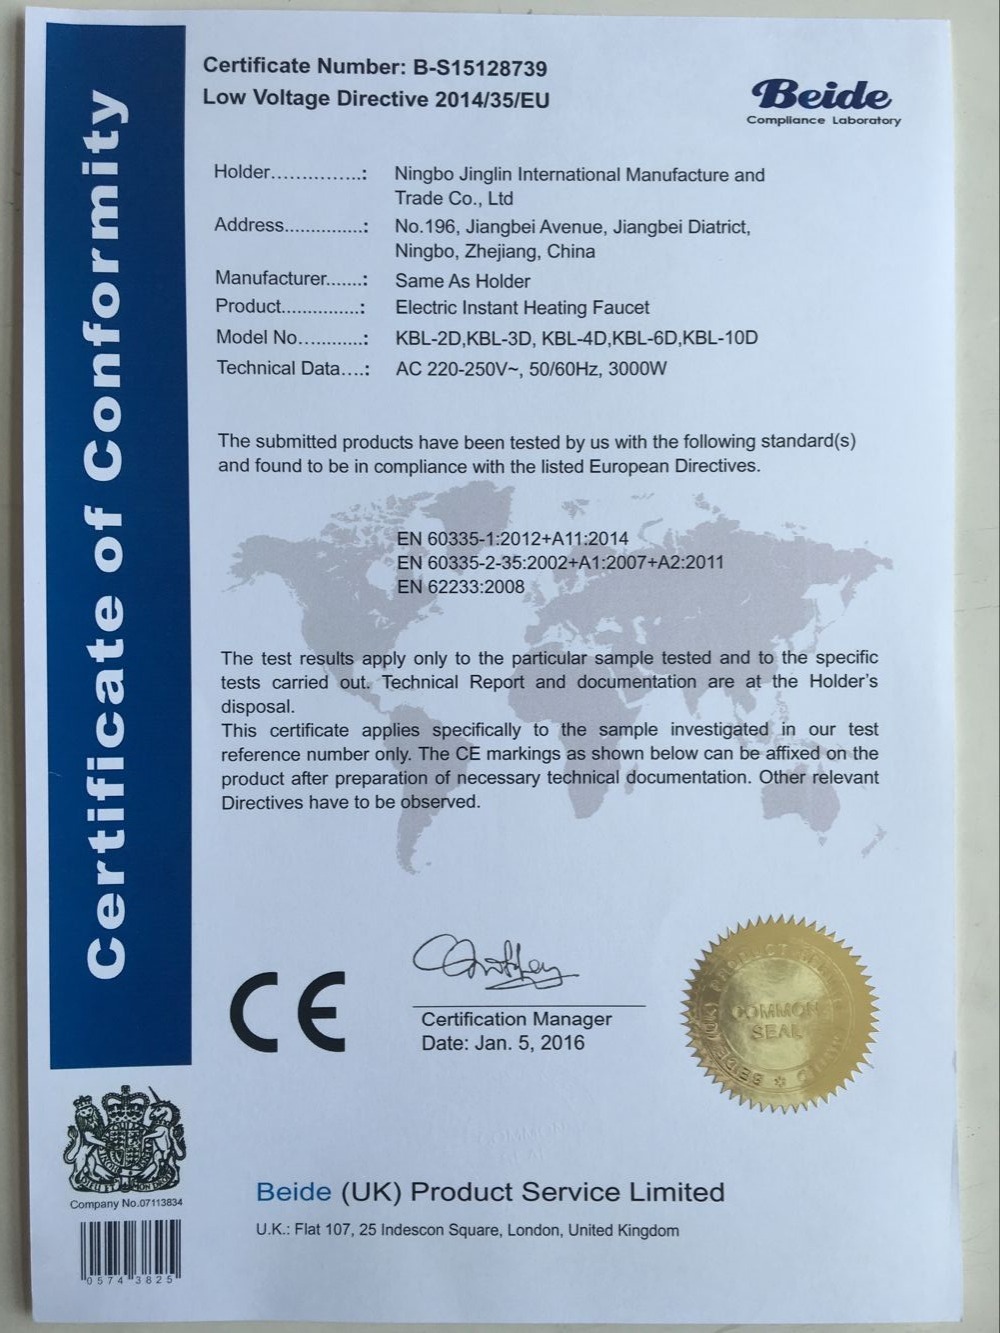 Certificate of Conformity
Certificate Number: B-S15128739
Low Voltage Directive 2014/35/EU
Beide
Compliance Laboratory
Holder...............: Ningbo Jinglin International Manufacture and
Trade Co., Ltd
Address..............: No.196, Jiangbei Avenue, Jiangbei Diatrict,
Ningbo, Zhejiang, China
Manufacturer.......: Same As Holder
Product..............: Electric Instant Heating Faucet
Model No............: KBL-2D,KBL-3D, KBL-4D,KBL-6D,KBL-10D
Technical Data....: AC 220-250V~, 50/60Hz, 3000W
The submitted products have been tested by us with the following standard(s)
and found to be in compliance with the listed European Directives.
EN 60335-1:2012+A11:2014
EN 60335-2-35:2002+A1:2007+A2:2011
EN 62233:2008
The test results apply only to the particular sample tested and to the specific
tests carried out. Technical Report and documentation are at the Holder's
disposal.
This certificate applies specifically to the sample investigated in our test
reference number only. The CE markings as shown below can be affixed on the
product after preparation of necessary technical documentation. Other relevant
Directives have to be observed.
CE
Certification Manager
Date: Jan. 5, 2016
COMMON
SEAL
Company No.07113834
0574 3825
Beide (UK) Product Service Limited
U.K.: Flat 107, 25 Indescon Square, London, United Kingdom